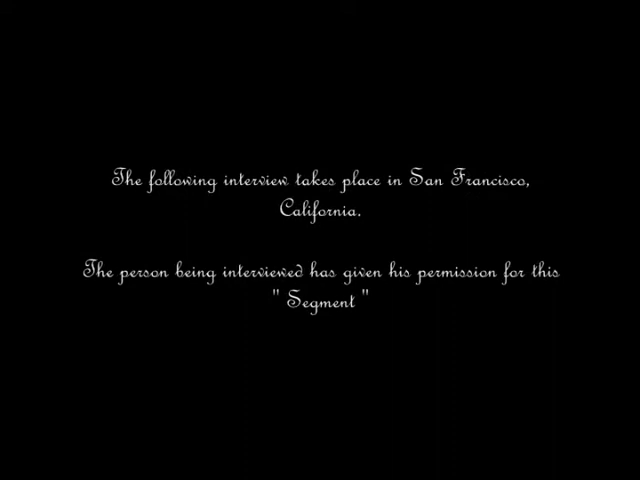 The following interview takes place in San Francisco,
California.
The person being interviewed has given his permission for this
" Segment "